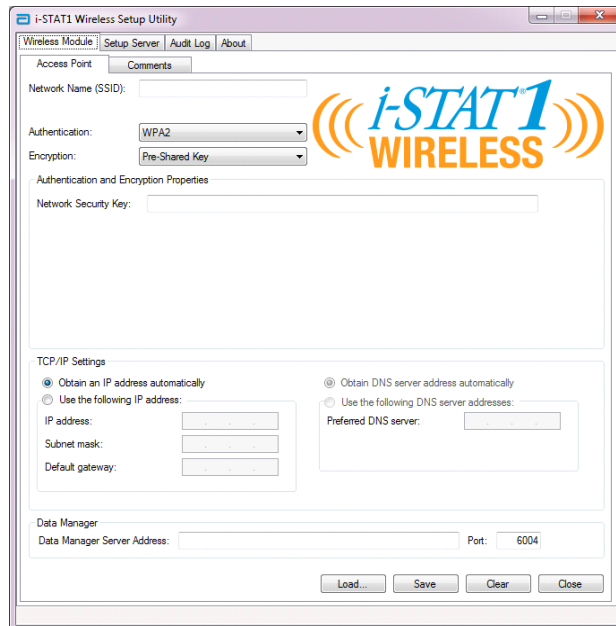 i-STAT1 Wireless Setup Utility
Wireless Module Setup Server Audit Log About
Access Point Comments
Network Name (SSID):
i-STAT®1
WIRELESS
Authentication: WPA2
Encryption: Pre-Shared Key
Authentication and Encryption Properties
Network Security Key:
TCP/IP Settings
Obtain an IP address automatically Obtain DNS server address automatically
Use the following IP address: Use the following DNS server addresses:
IP address: . . . Preferred DNS server: . . .
Subnet mask: . . .
Default gateway: . . .
Data Manager
Data Manager Server Address: Port: 6004
Load... Save Clear Close